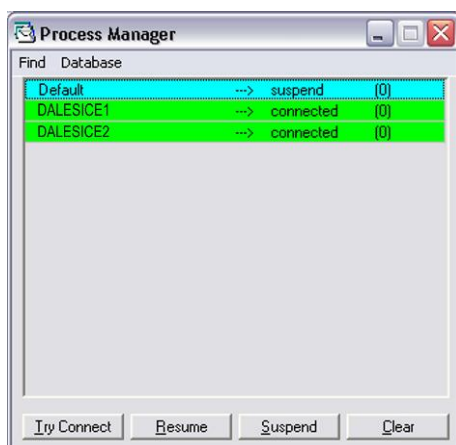 Process Manager
Find Database
Default ---> suspend (0)
DALESICE1 ---> connected (0)
DALESICE2 ---> connected (0)
Try Connect Resume Suspend Clear